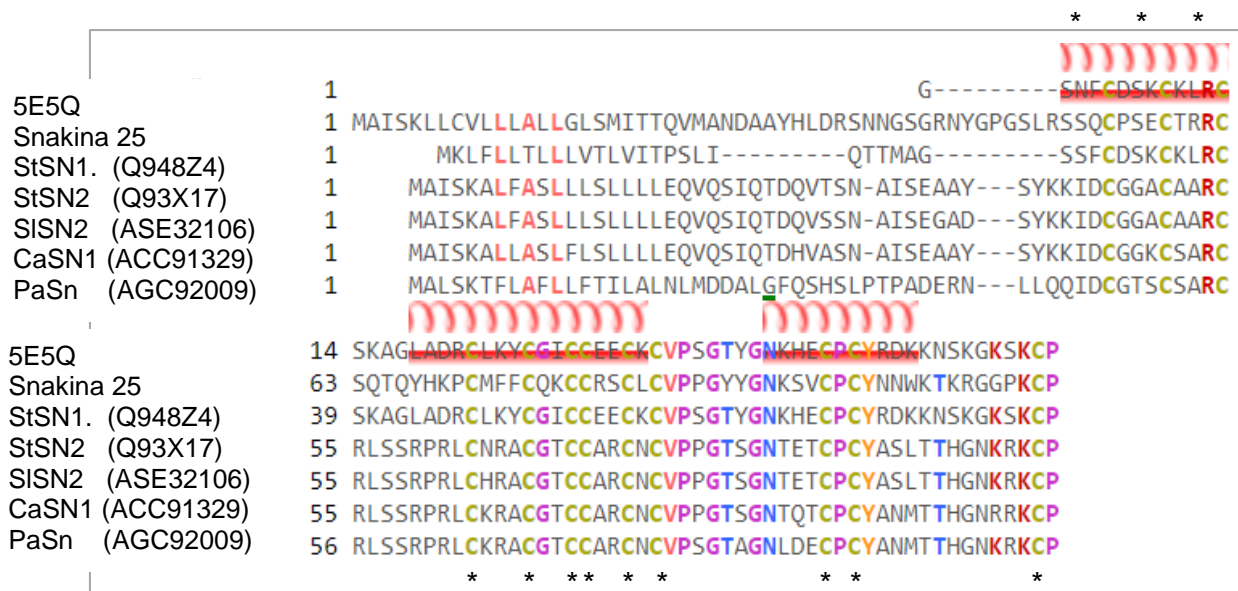 * * *
5E5Q 1 G---------SNFCDSKCKLRC
Snakina 25 1 MAISKLLCVLLLALLGLSMITTQVMANDAAYHLDRSNNGSGRNYGPGSLRSSQCPSECTRRC
StSN1. (Q948Z4) 1 MKLFLLTLLLVTLVITPSLI---------QTTMAG---------SSFCDSKCKLRC
StSN2 (Q93X17) 1 MAISKALFASLLLSLLLLEQVQSIQTDQVTSN-AISEAAY---SYKKIDCGGACAARC
SlSN2 (ASE32106) 1 MAISKALFASLLLSLLLLEQVQSIQTDQVSSN-AISEGAD---SYKKIDCGGACAARC
CaSN1 (ACC91329) 1 MAISKALFASLFLSLLLLEQVQSIQTDHVASN-AISEAAY---SYKKIDCGGKCSARC
PaSn (AGC92009) 1 MALSKTFLAFLLFTILALNLMDDALGFQSHSLPTPADERN---LLQQIDCGTSCSARC
5E5Q 14 SKAGLADRCLKYCGICCEECKCVPSGTYGNKHECPCYRDKKNSKGKSKCP
Snakina 25 63 SQTQYHKPCMFFCQKCCRSCLCVPPGYYGNKSVCPCYNNWKTKRGGPKCP
StSN1. (Q948Z4) 39 SKAGLADRCLKYCGICCEECKCVPSGTYGNKHECPCYRDKKNSKGKSKCP
StSN2 (Q93X17) 55 RLSSRPRLCNRACGTCCARCNCVPPGTSGNTETCPCYASLTTHGNKRKCP
SlSN2 (ASE32106) 55 RLSSRPRLCHRACGTCCARCNCVPPGTSGNTETCPCYASLTTHGNKRKCP
CaSN1 (ACC91329) 55 RLSSRPRLCKRACGTCCARCNCVPPGTSGNTQTCPCYANMTTHGNRRKCP
PaSn (AGC92009) 56 RLSSRPRLCKRACGTCCARCNCVPSGTAGNLDECPCYANMTTHGNKRKCP
* * * * * * * * *